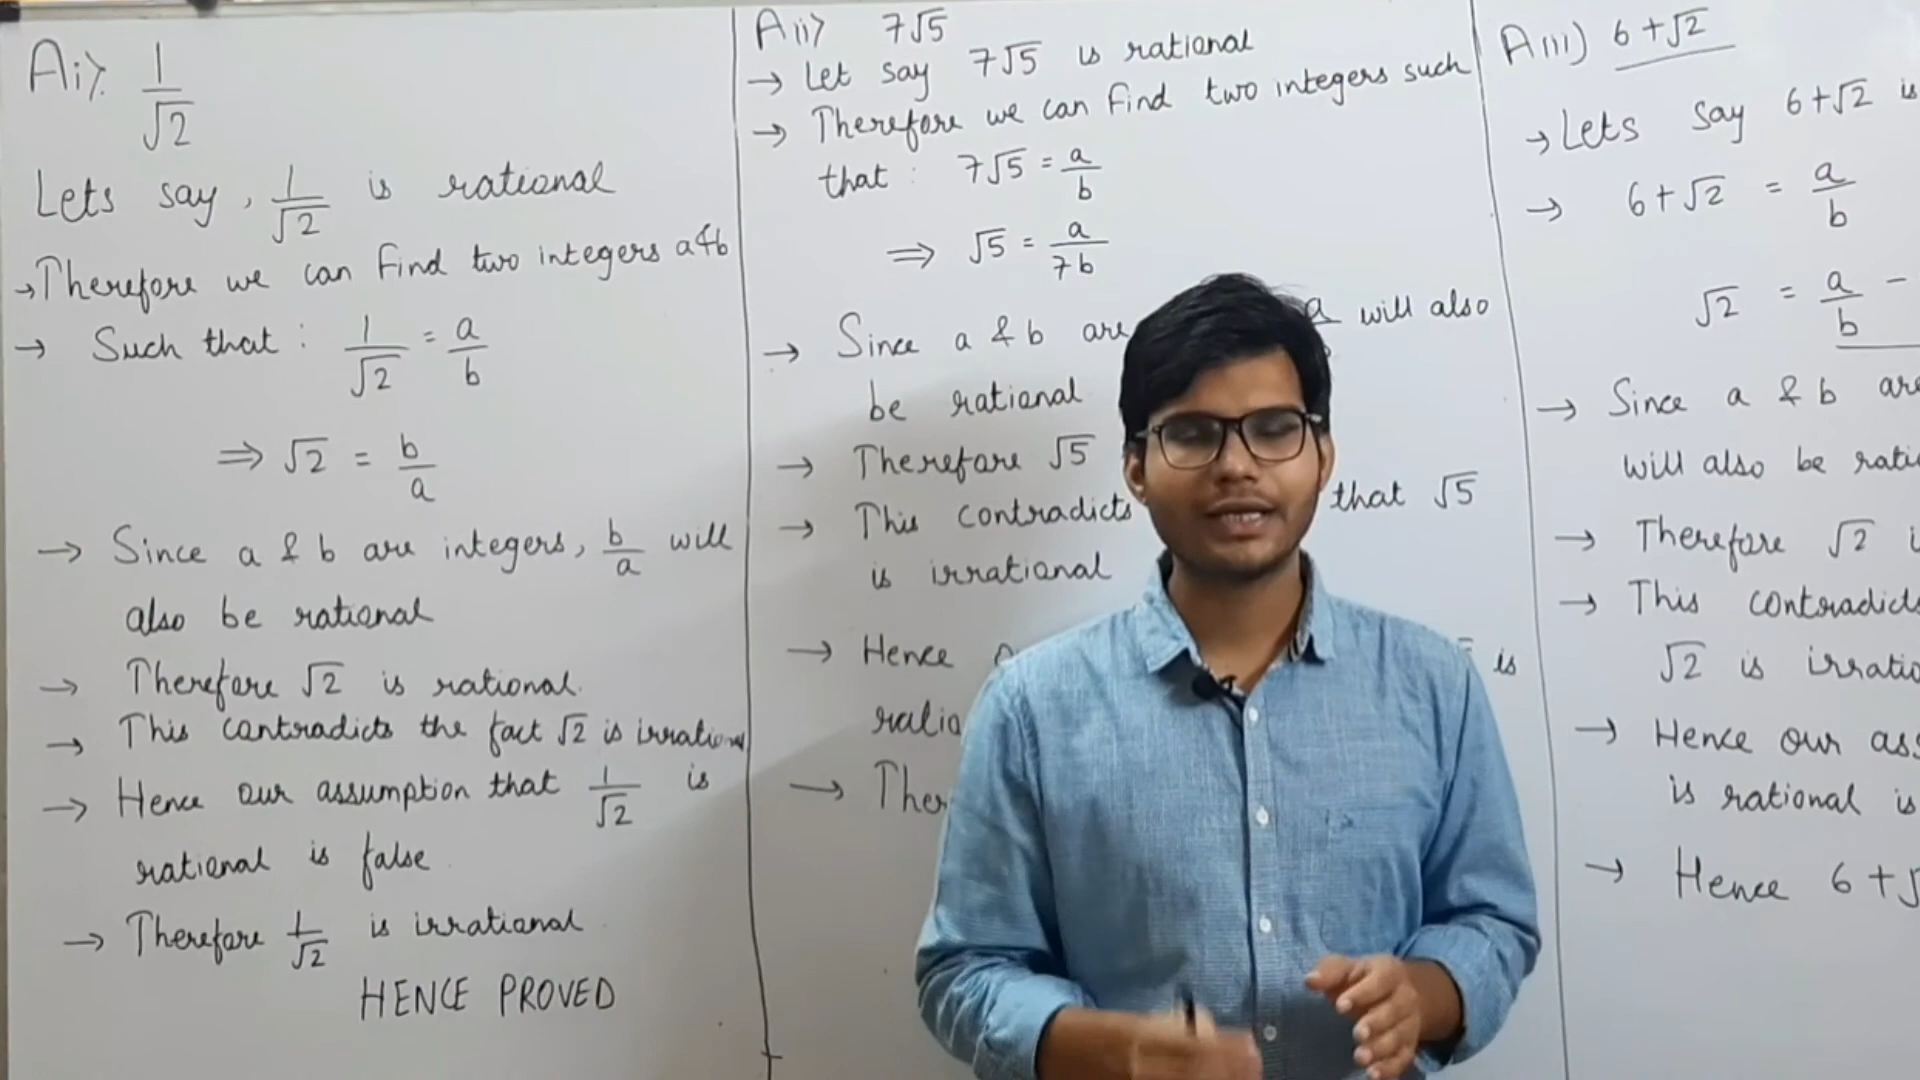 Ai) 1/√2
Lets say, 1/√2 is rational
→ Therefore we can find two integers a & b
→ Such that: 1/√2 = a/b
⇒ √2 = b/a
→ Since a & b are integers, b/a will
also be rational
→ Therefore √2 is rational.
→ This contradicts the fact √2 is irrational
→ Hence our assumption that 1/√2 is
rational is false
→ Therefore 1/√2 is irrational
HENCE PROVED
Aii) 7√5
→ Let say 7√5 is rational
→ Therefore we can find two integers such
that: 7√5 = a/b
⇒ √5 = a/7b
→ Since a & b are a will also
be rational
→ Therefore √5
→ This contradicts that √5
is irrational
→ Hence is
ratio
→ Ther
Aiii) 6+√2
→ Lets say 6+√2 is
→ 6+√2 = a/b
√2 = a/b -
→ Since a & b are
will also be rati
→ Therefore √2 i
→ This contradicts
√2 is irratio
→ Hence our ass
is rational is
→ Hence 6+√